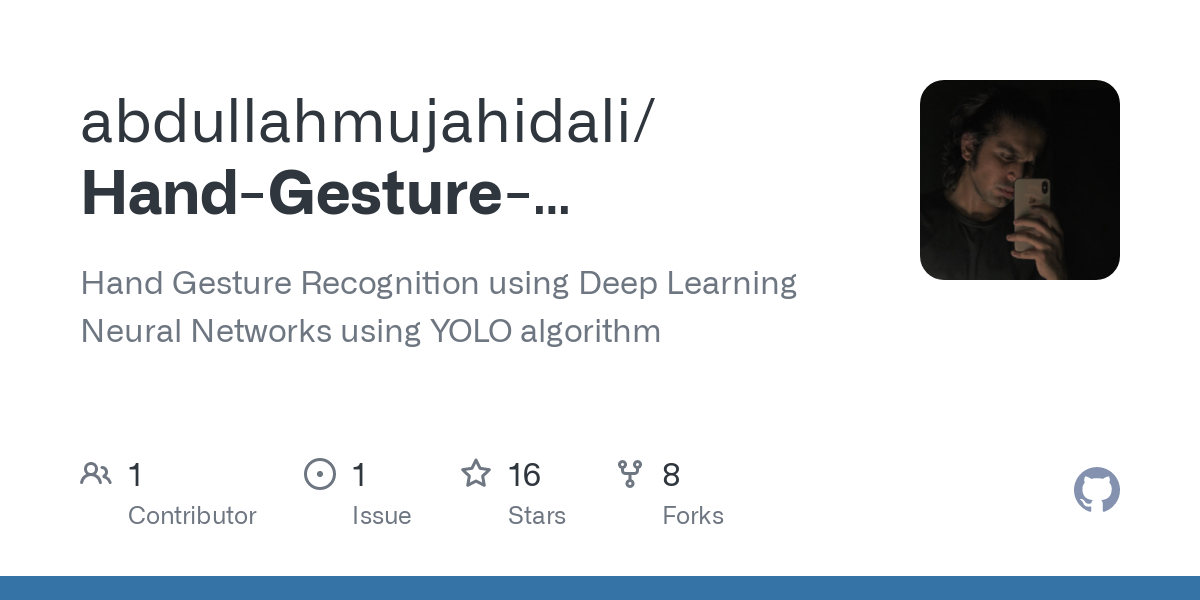 abdullahmujahidali/
Hand-Gesture-...
Hand Gesture Recognition using Deep Learning
Neural Networks using YOLO algorithm
1 1 16 8
Contributor Issue Stars Forks